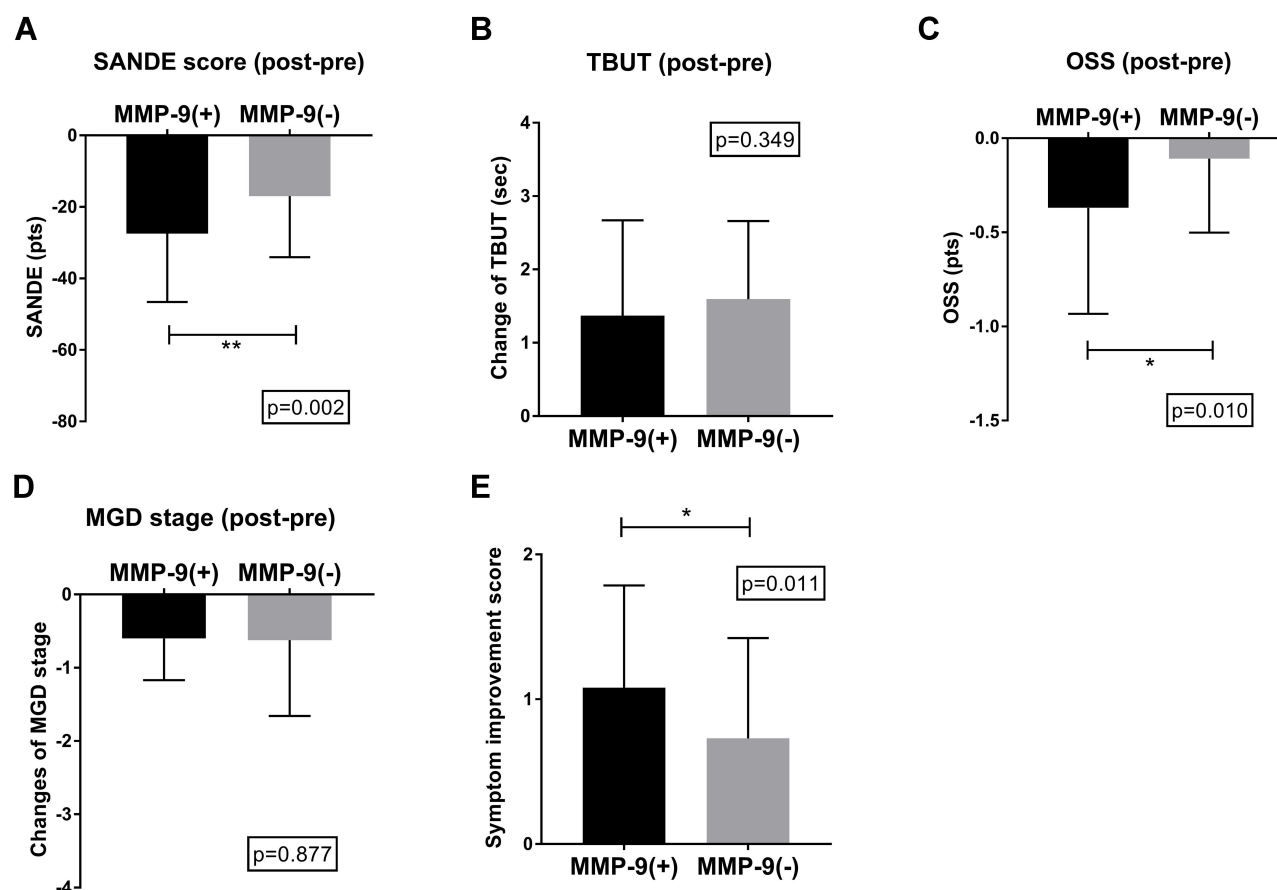 A
SANDE score (post-pre)
MMP-9(+) MMP-9(-)
SANDE (pts)
0
-20
-40
-60
-80
**
p=0.002
B
TBUT (post-pre)
Change of TBUT (sec)
4
3
2
1
0
p=0.349
MMP-9(+) MMP-9(-)
C
OSS (post-pre)
MMP-9(+) MMP-9(-)
OSS (pts)
0.0
-0.5
-1.0
-1.5
*
p=0.010
D
MGD stage (post-pre)
MMP-9(+) MMP-9(-)
Changes of MGD stage
0
-1
-2
-3
-4
p=0.877
E
*
Symptom improvement score
2
1
0
p=0.011
MMP-9(+) MMP-9(-)